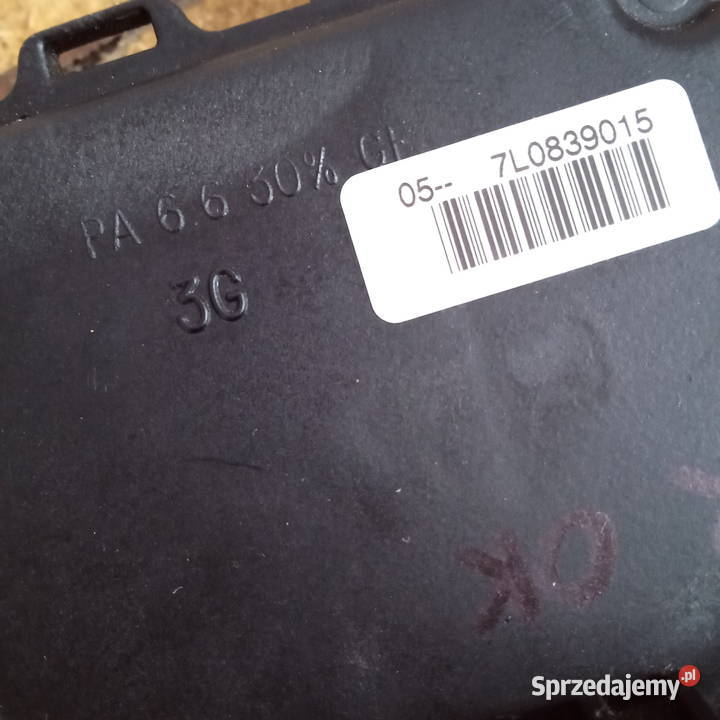 05-- 7L0839015
PA 6.6 30%
3G
OK
Sprzedajemy.pl